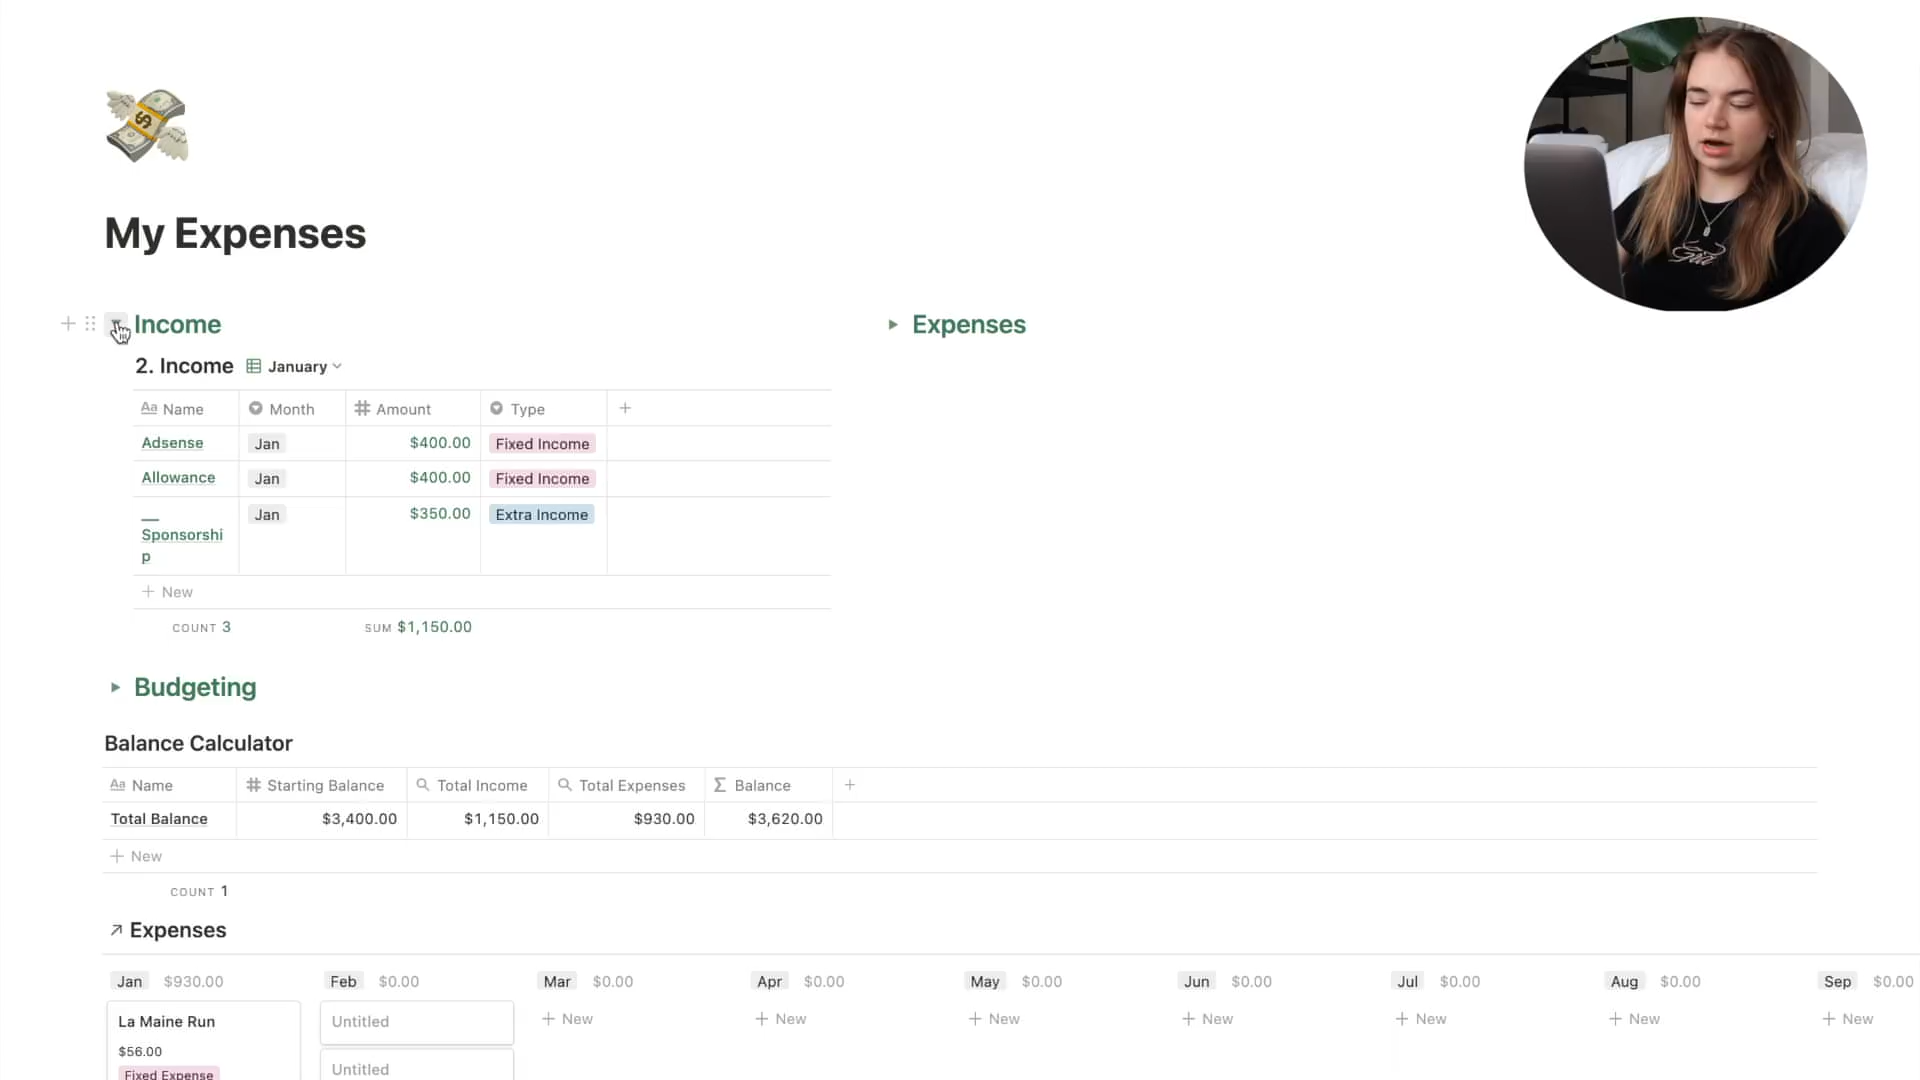 My Expenses
Income
2. Income January
Aa Name Month # Amount Type +
Adsense Jan $400.00 Fixed Income
Allowance Jan $400.00 Fixed Income
__ Sponsorship Jan $350.00 Extra Income
+ New
COUNT 3 SUM $1,150.00
Expenses
Budgeting
Balance Calculator
Aa Name # Starting Balance Total Income Total Expenses Σ Balance +
Total Balance $3,400.00 $1,150.00 $930.00 $3,620.00
+ New
COUNT 1
↗ Expenses
Jan $930.00 Feb $0.00 Mar $0.00 Apr $0.00 May $0.00 Jun $0.00 Jul $0.00 Aug $0.00 Sep $0.00
La Maine Run Untitled + New + New + New + New + New + New + New
$56.00
Fixed Expense Untitled